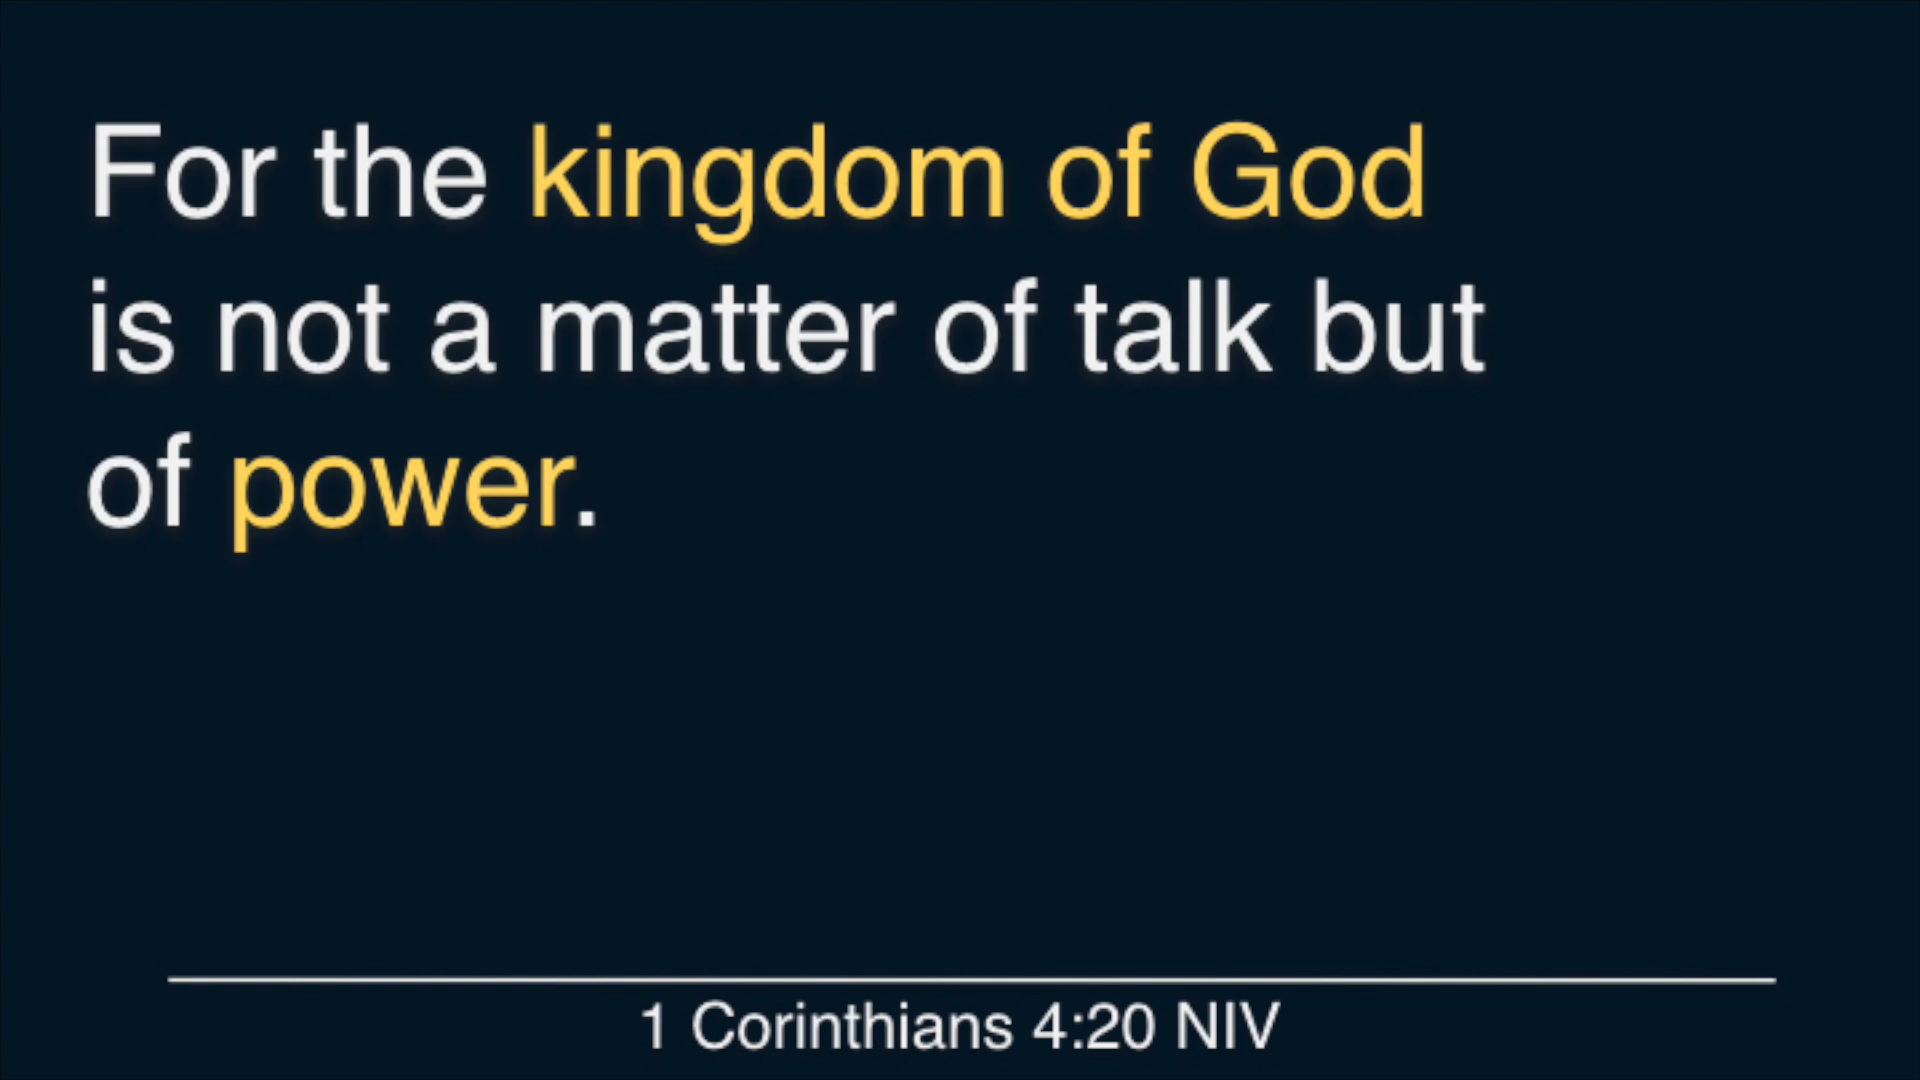 For the kingdom of God
is not a matter of talk but
of power.
1 Corinthians 4:20 NIV